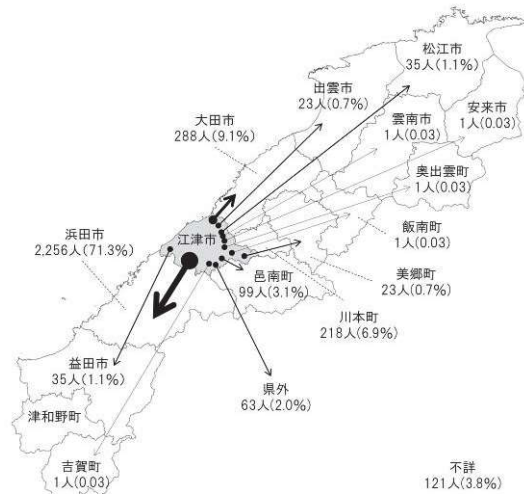 松江市
35人(1.1%)
出雲市
23人(0.7%)
安来市
1人(0.03)
大田市
288人(9.1%)
雲南市
1人(0.03)
奥出雲町
1人(0.03)
飯南町
1人(0.03)
浜田市
2,256人(71.3%)
江津市
美郷町
23人(0.7%)
邑南町
99人(3.1%)
川本町
218人(6.9%)
益田市
35人(1.1%)
県外
63人(2.0%)
津和野町
吉賀町
1人(0.03)
不詳
121人(3.8%)